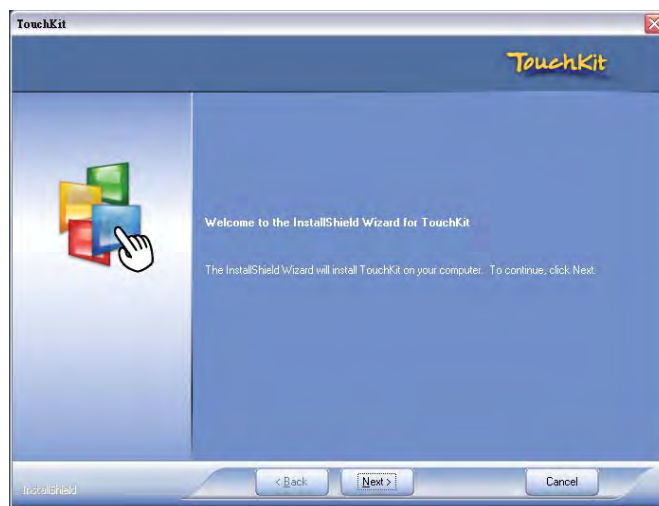 TouchKit
TouchKit
Welcome to the InstallShield Wizard for TouchKit
The InstallShield Wizard will install TouchKit on your computer. To continue, click Next.
InstallShield
< Back
Next >
Cancel